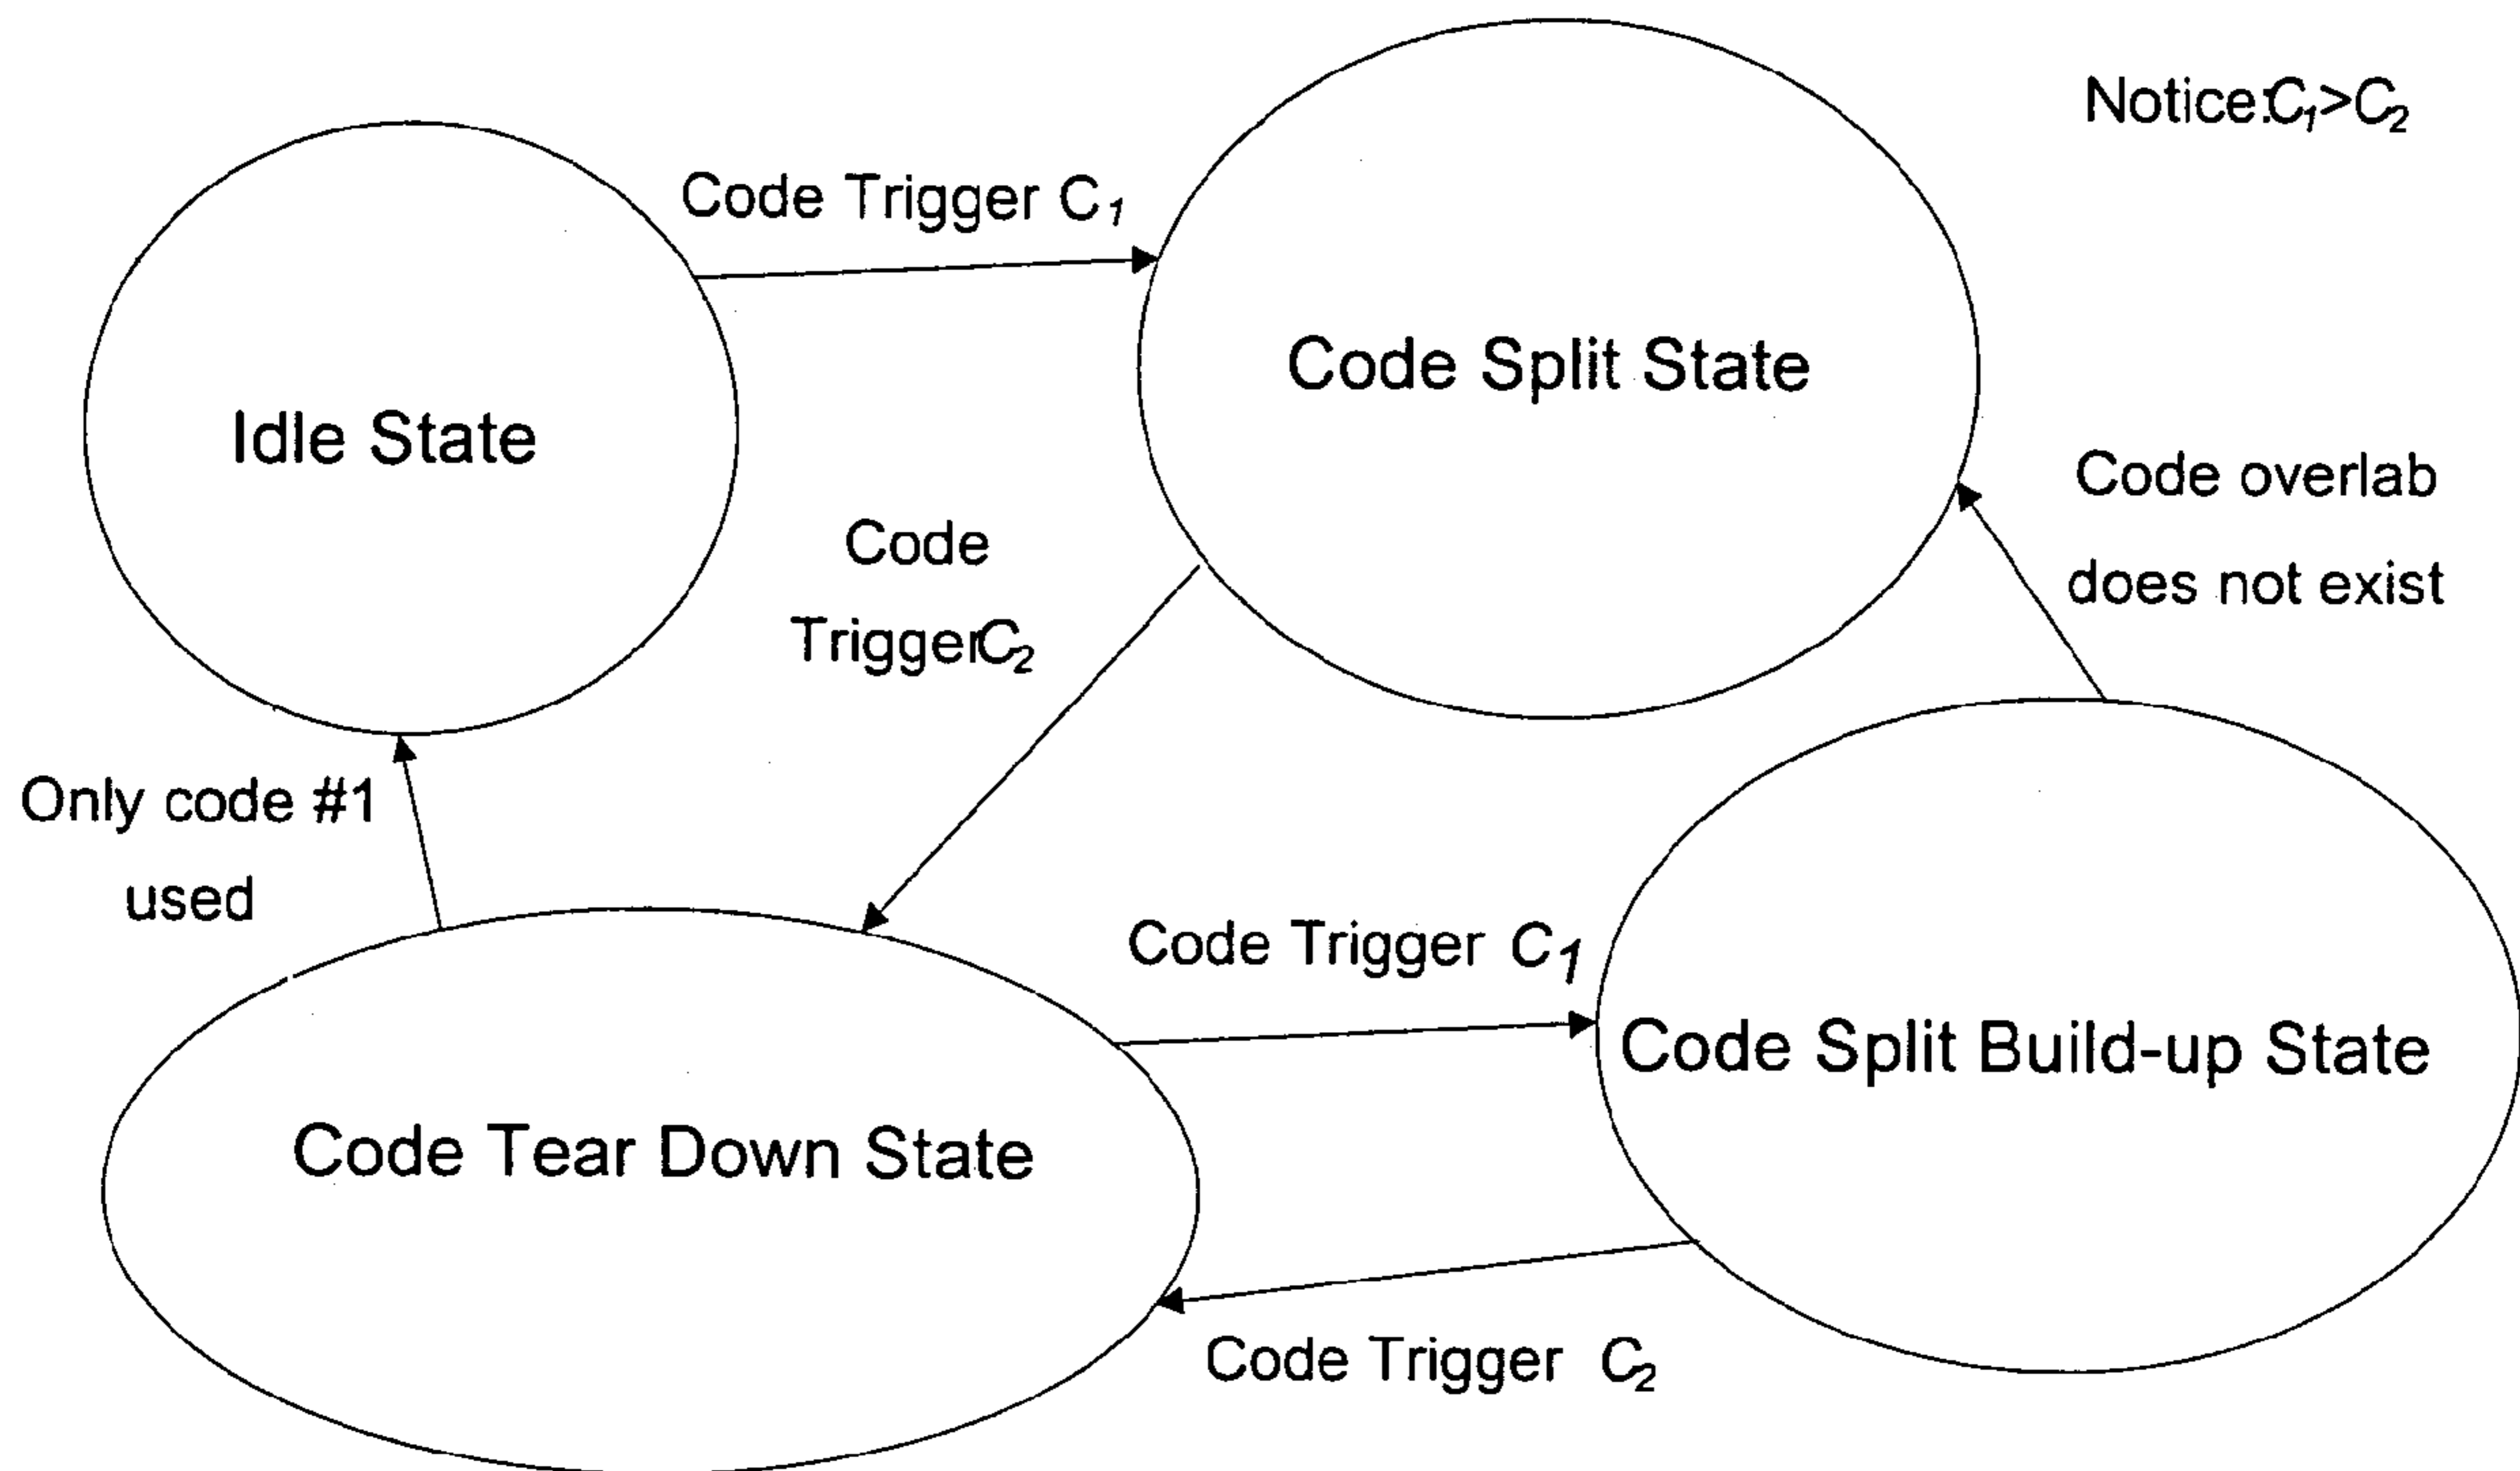 Notice:C1>C2
Code Trigger C1
Code Split State
Idle State
Code overlab
does not exist
Code
TriggerC2
Only code #1
used
Code Trigger C1
Code Split Build-up State
Code Tear Down State
Code Trigger C2